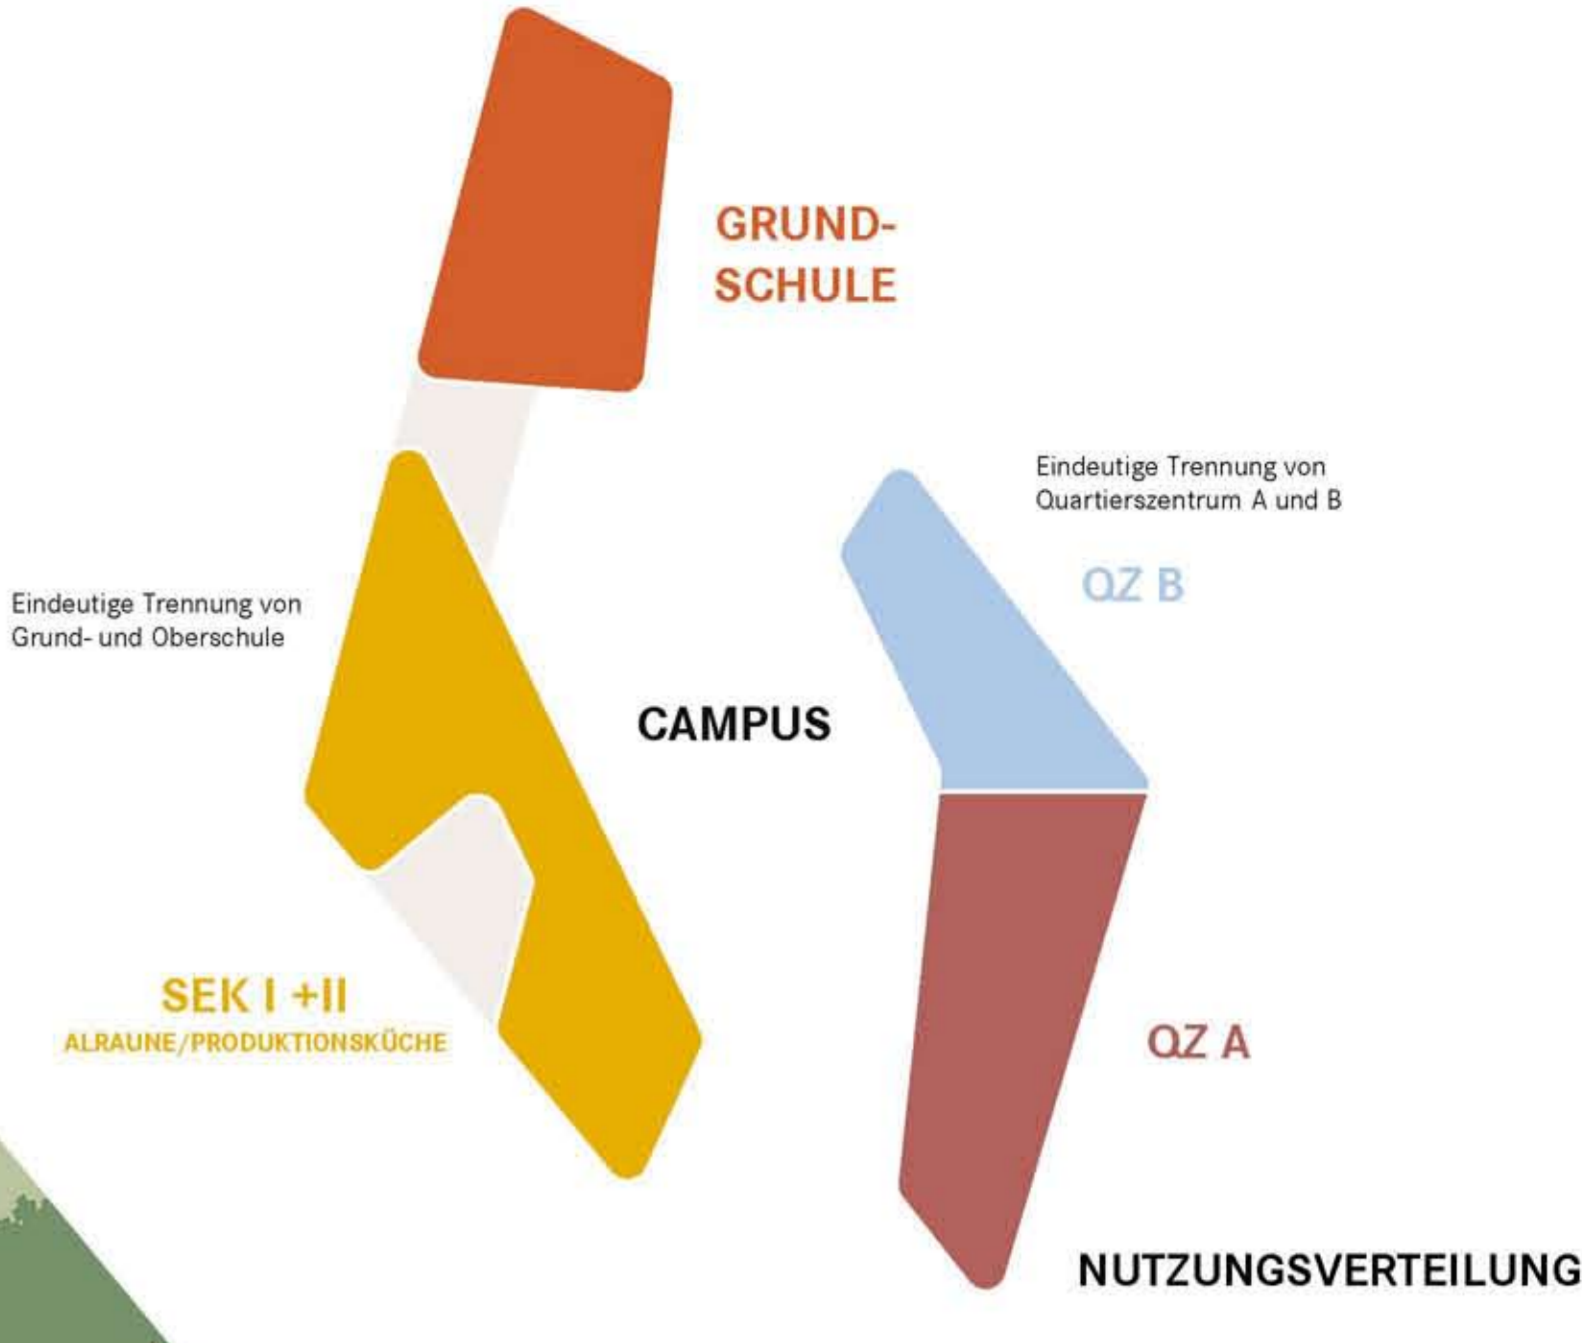 GRUND-
SCHULE
Eindeutige Trennung von
Quartierszentrum A und B
QZ B
Eindeutige Trennung von
Grund- und Oberschule
CAMPUS
SEK I +II
ALRAUNE/PRODUKTIONSKÜCHE
QZ A
NUTZUNGSVERTEILUNG